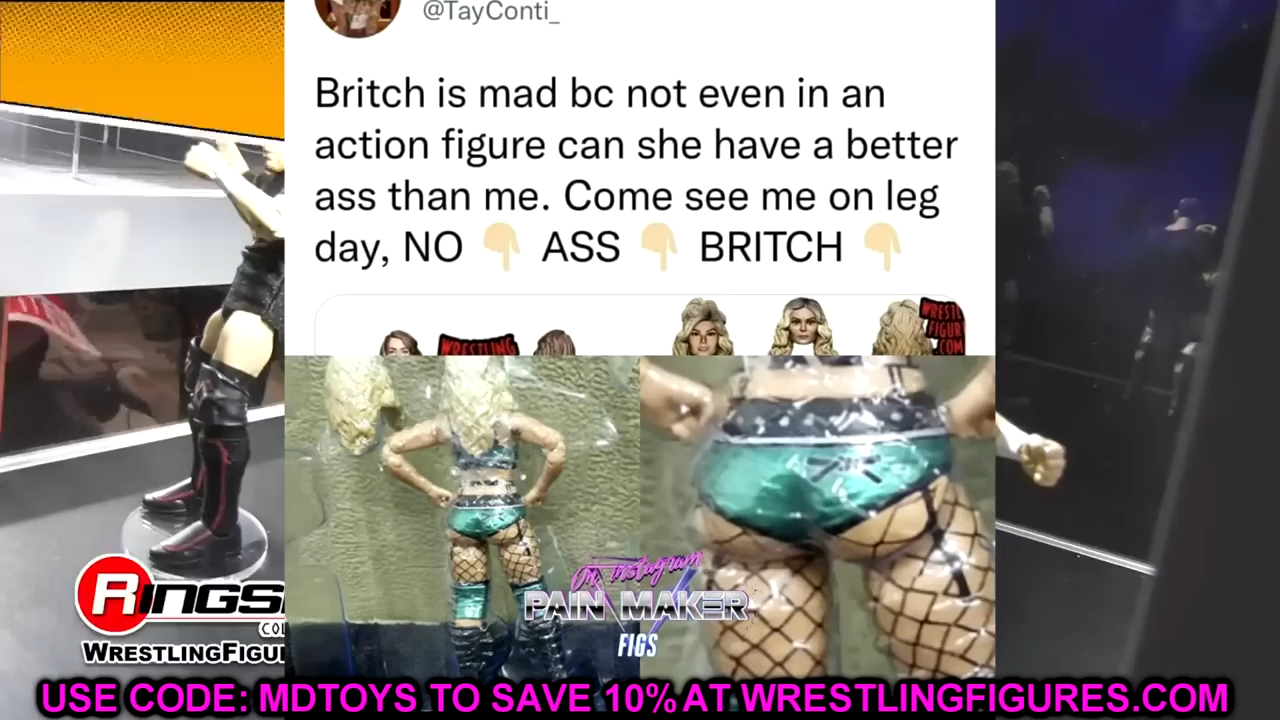 @TayConti_
Britch is mad bc not even in an
action figure can she have a better
ass than me. Come see me on leg
day, NO 👇🏼 ASS 👇🏼 BRITCH 👇🏼
WRESTLING
FIGUR
.COM
WRESTLING
On Instagram
PAIN MAKER
FIGS
RINGS
COL
WRESTLINGFIGU
USE CODE: MDTOYS TO SAVE 10% AT WRESTLINGFIGURES.COM